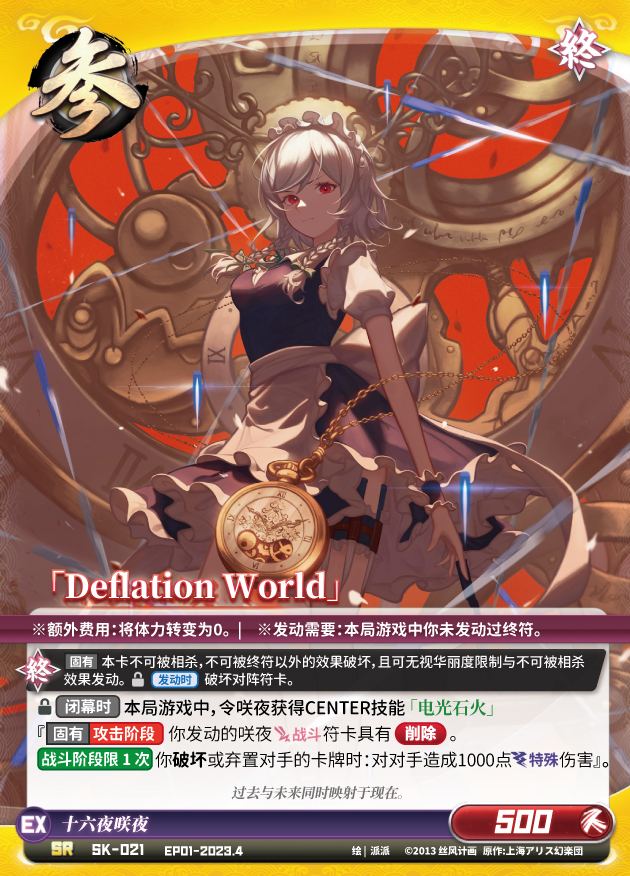 参
終
「Deflation World」
※额外费用：将体力转变为0。| ※发动需要：本局游戏中你未发动过终符。
終 固有 本卡不可被相杀，不可被终符以外的效果破坏，且可无视华丽度限制与不可被相杀
效果发动。 发动时 破坏对阵符卡。
闭幕时 本局游戏中，令咲夜获得CENTER技能「电光石火」
『固有 攻击阶段 你发动的咲夜 战斗符卡具有 削除 。
战斗阶段限 1 次 你破坏或弃置对手的卡牌时：对对手造成1000点 特殊伤害』。
过去与未来同时映射于现在。
EX 十六夜咲夜 500
SR SK-021 EP01-2023.4 绘| 派派 ©2013 丝风计画 原作:上海アリス幻楽団